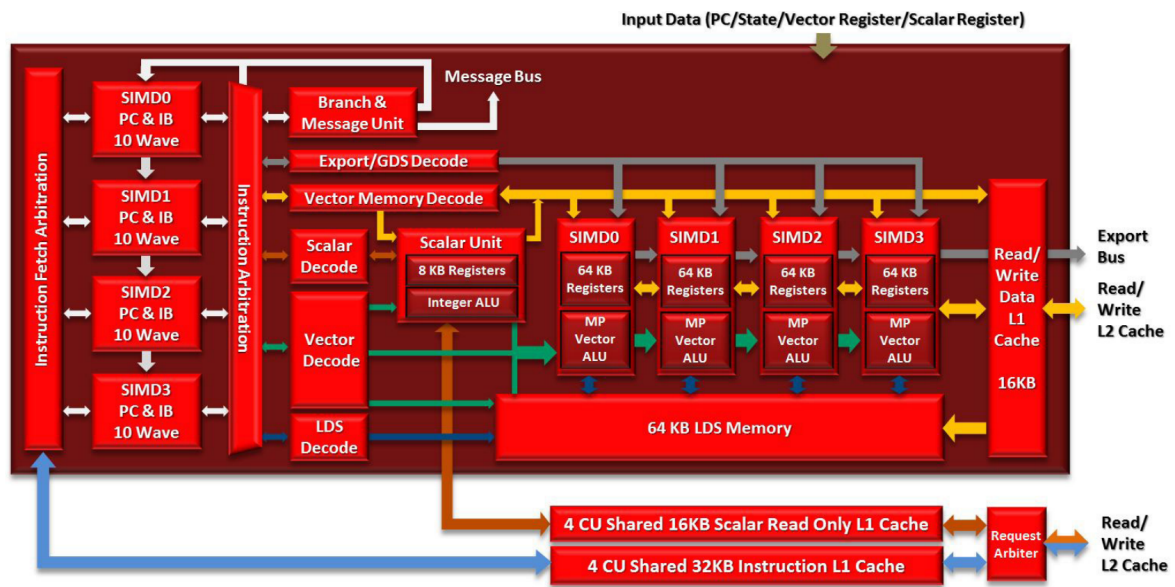 Input Data (PC/State/Vector Register/Scalar Register)
Instruction Fetch Arbitration
SIMD0
PC & IB
10 Wave
SIMD1
PC & IB
10 Wave
SIMD2
PC & IB
10 Wave
SIMD3
PC & IB
10 Wave
Instruction Arbitration
Branch &
Message Unit
Message Bus
Export/GDS Decode
Vector Memory Decode
Scalar
Decode
Scalar Unit
8 KB Registers
Integer ALU
Vector
Decode
LDS
Decode
SIMD0
64 KB
Registers
MP
Vector
ALU
SIMD1
64 KB
Registers
MP
Vector
ALU
SIMD2
64 KB
Registers
MP
Vector
ALU
SIMD3
64 KB
Registers
MP
Vector
ALU
64 KB LDS Memory
Read/
Write
Data
L1
Cache
16KB
Export
Bus
Read/
Write
L2 Cache
4 CU Shared 16KB Scalar Read Only L1 Cache
4 CU Shared 32KB Instruction L1 Cache
Request
Arbiter
Read/
Write
L2 Cache